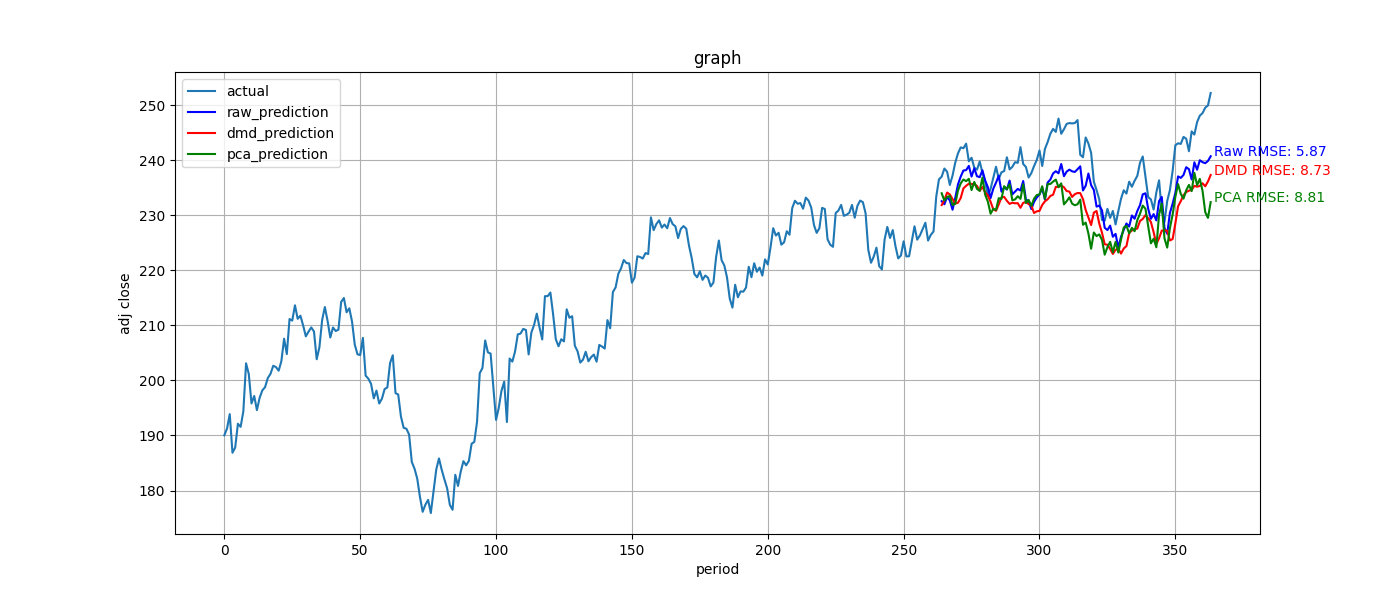 graph
actual
raw_prediction
dmd_prediction
pca_prediction
250
240
230
220
210
200
190
180
adj close
Raw RMSE: 5.87
DMD RMSE: 8.73
PCA RMSE: 8.81
0 50 100 150 200 250 300 350
period